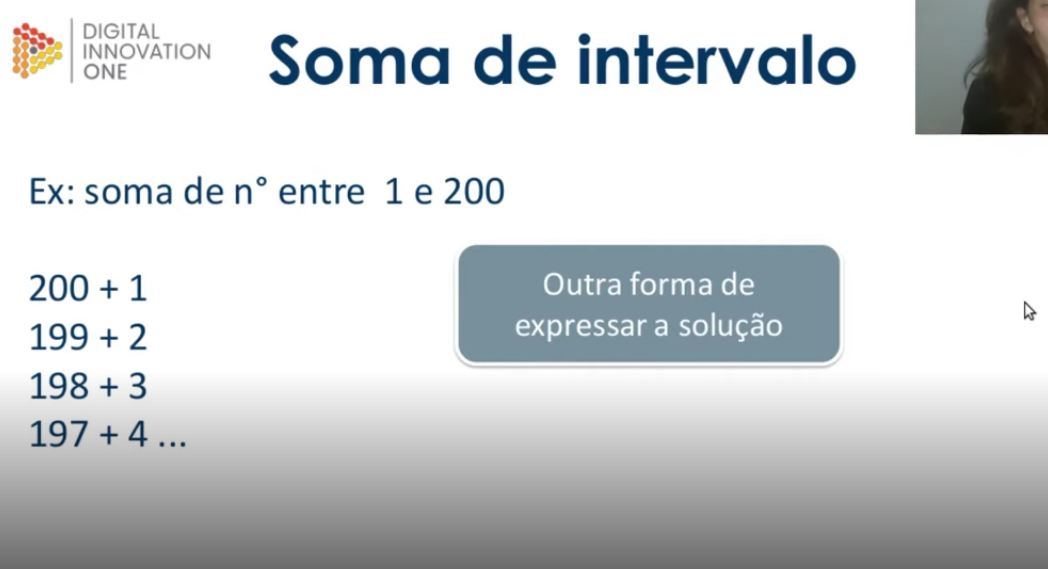 DIGITAL
INNOVATION
ONE
Soma de intervalo
Ex: soma de n° entre 1 e 200
200 + 1
199 + 2
198 + 3
197 + 4 ...
Outra forma de
expressar a solução